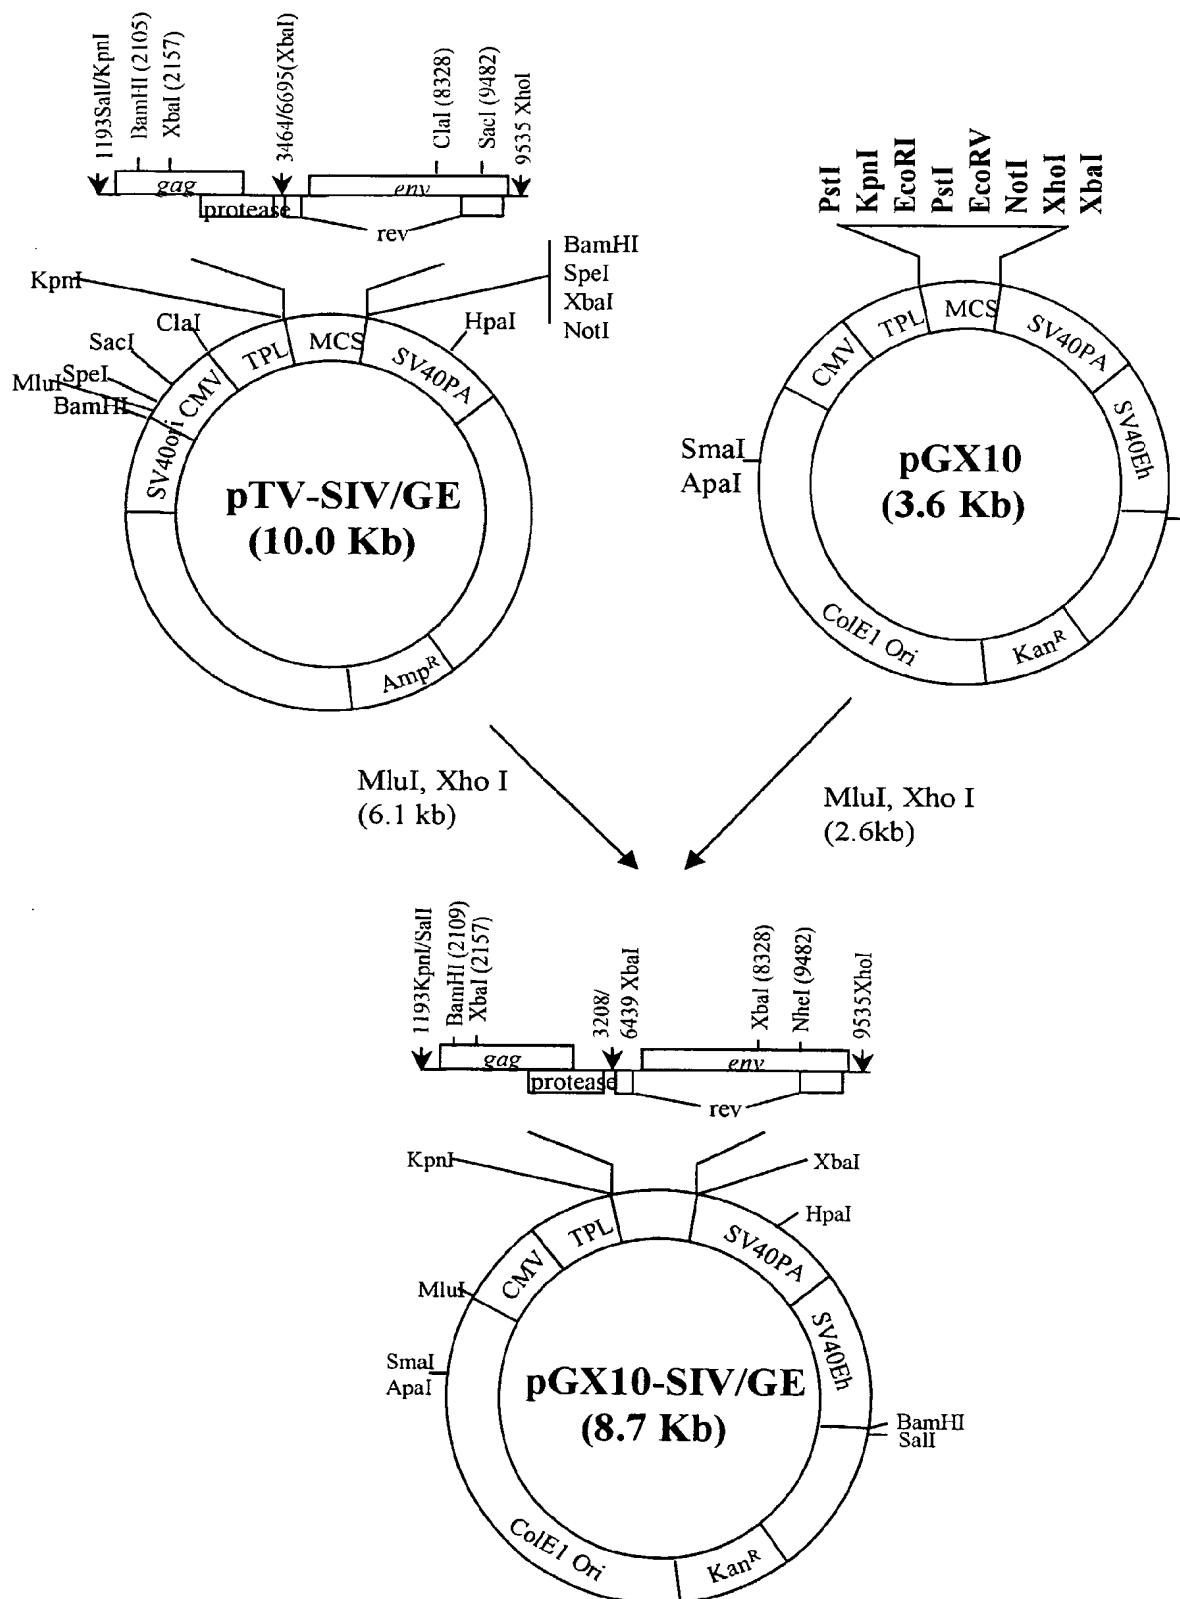 1193SalI/KpnI
BamHI (2105)
XbaI (2157)
3464/6695(XbaI)
ClaI (8328)
SacI (9482)
9535 XhoI
gag
env
protease
rev
KpnI
BamHI
SpeI
XbaI
NotI
ClaI
SacI
SpeI
MluI
BamHI
HpaI
SV40ori
CMV
TPL
MCS
SV40PA
Amp^R
pTV-SIV/GE
(10.0 Kb)
PstI
KpnI
EcoRI
PstI
EcoRV
NotI
XhoI
XbaI
CMV
TPL
MCS
SV40PA
SV40Eh
SmaI
ApaI
pGX10
(3.6 Kb)
ColE1 Ori
Kan^R
MluI, Xho I
(6.1 kb)
MluI, Xho I
(2.6kb)
1193KpnI/SalI
BamHI (2109)
XbaI (2157)
3208/
6439 XbaI
XbaI (8328)
NheI (9482)
9535XhoI
gag
env
protease
rev
KpnI
XbaI
HpaI
MluI
CMV
TPL
SV40PA
SV40Eh
SmaI
ApaI
pGX10-SIV/GE
(8.7 Kb)
BamHI
SalI
ColE1 Ori
Kan^R